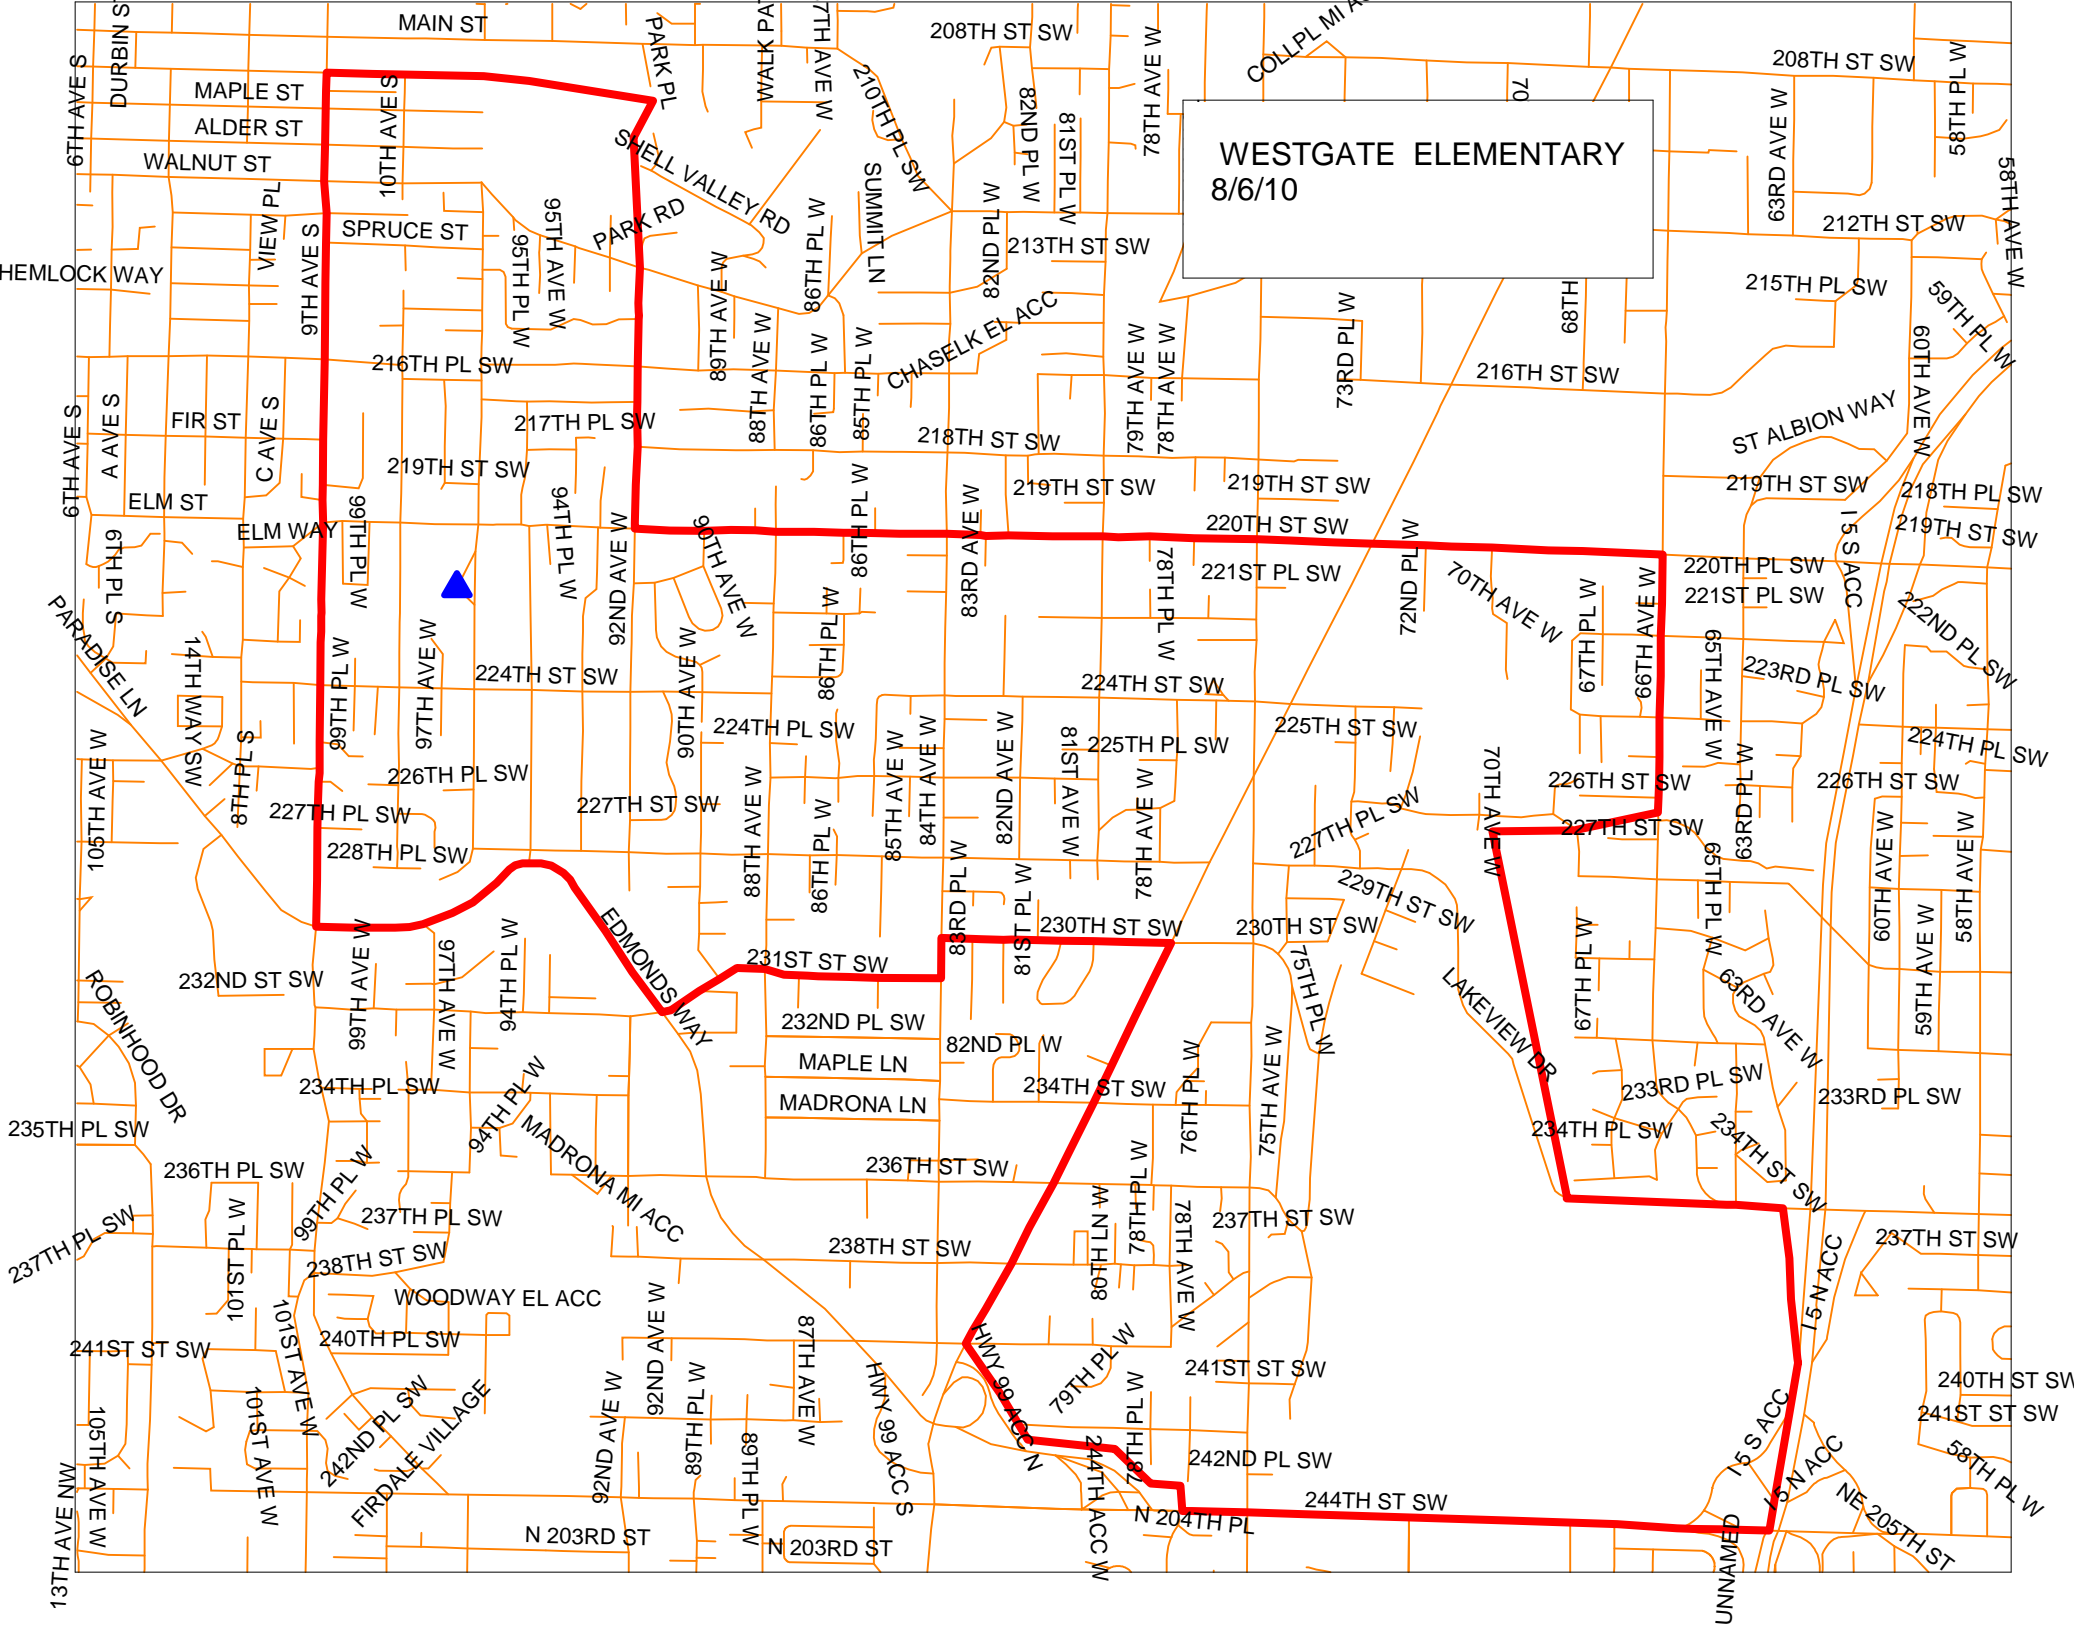 MAIN ST
PARK PL
208TH ST SW
78TH AVE W
208TH ST SW
58TH PL W
6TH AVE S
MAPLE ST
10TH AVE S
210TH PL SW
82ND PL W
81ST PL W
63RD AVE W
ALDER ST
WALNUT ST
SHELL VALLEY RD
WESTGATE ELEMENTARY
8/6/10
VIEW PL
SPRUCE ST
95TH PL W
95TH AVE W
PARK RD
86TH PL W
SUMMIT LN
82ND PL W
213TH ST SW
212TH ST SW
58TH AVE W
HEMLOCK WAY
9TH AVE S
89TH AVE W
215TH PL SW
59TH PL W
216TH PL SW
88TH AVE W
86TH PL W
85TH PL W
CHASELK EL ACC
79TH AVE W
78TH AVE W
73RD PL W
68TH
216TH ST SW
60TH AVE W
6TH AVE S
A AVE S
FIR ST
C AVE S
217TH PL SW
218TH ST SW
ST ALBION WAY
219TH ST SW
219TH ST SW
219TH ST SW
219TH ST SW
218TH PL SW
ELM ST
ELM WAY
99TH PL W
94TH PL W
92ND AVE W
90TH AVE W
86TH PL W
83RD AVE W
220TH ST SW
72ND PL W
I 5 S ACC
219TH ST SW
9TH PL S
78TH PL W
221ST PL SW
70TH AVE W
67TH PL W
66TH AVE W
220TH PL SW
221ST PL SW
222ND PL SW
PARADISE LN
14TH WAY SW
99TH PL W
97TH AVE W
224TH ST SW
90TH AVE W
86TH PL W
224TH ST SW
65TH AVE W
223RD PL SW
105TH AVE W
8TH PL S
224TH PL SW
85TH AVE W
84TH AVE W
82ND AVE W
81ST AVE W
225TH PL SW
225TH ST SW
224TH PL SW
226TH PL SW
88TH AVE W
78TH AVE W
70TH AVE W
226TH ST SW
63RD PL W
226TH ST SW
227TH PL SW
227TH ST SW
86TH PL W
227TH PL SW
227TH ST SW
60TH AVE W
58TH AVE W
228TH PL SW
83RD PL W
81ST PL W
229TH ST SW
65TH PL W
99TH AVE W
97TH AVE W
94TH PL W
EDMONDS WAY
230TH ST SW
230TH ST SW
67TH PL W
59TH AVE W
232ND ST SW
231ST ST SW
75TH PL W
LAKEVIEW DR
63RD AVE W
ROBINHOOD DR
232ND PL SW
82ND PL W
MAPLE LN
76TH PL W
75TH AVE W
234TH PL SW
94TH PL W
MADRONA LN
234TH ST SW
233RD PL SW
233RD PL SW
235TH PL SW
MADRONA MI ACC
234TH PL SW
234TH ST SW
236TH PL SW
99TH PL W
236TH ST SW
80TH LN W
78TH PL W
78TH AVE W
237TH PL SW
101ST PL W
237TH PL SW
237TH ST SW
237TH ST SW
238TH ST SW
238TH ST SW
I 5 N ACC
WOODWAY EL ACC
101ST AVE W
92ND AVE W
87TH AVE W
240TH PL SW
HWY 99 ACC N
79TH PL W
241ST ST SW
241ST ST SW
240TH ST SW
105TH AVE W
101ST AVE W
242ND PL SW
FIRDALE VILLAGE
92ND AVE W
89TH PL W
89TH PL W
HWY 99 ACC S
244TH ACC W
78TH PL W
242ND PL SW
I 5 S ACC
I 5 N ACC
241ST ST SW
58TH PL W
13TH AVE NW
244TH ST SW
N 204TH PL
NE 205TH ST
N 203RD ST
N 203RD ST
UNNAMED